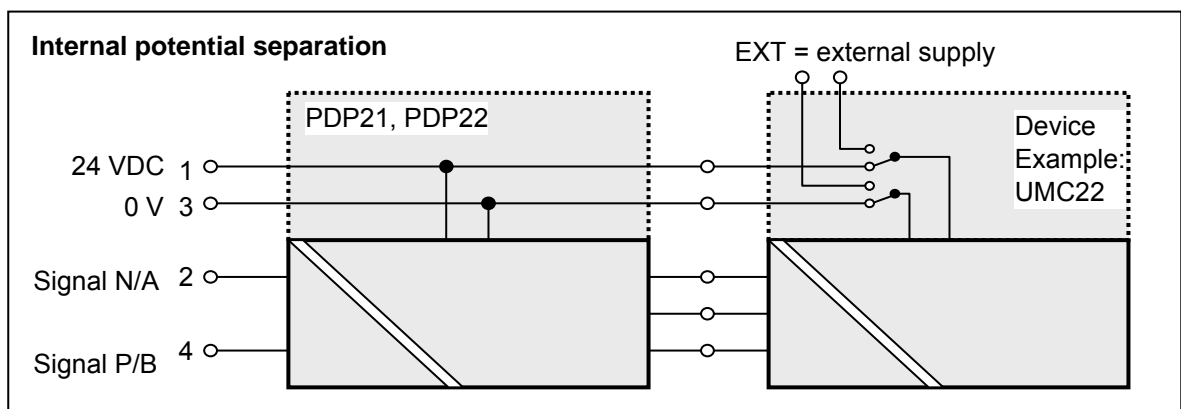 Internal potential separation
EXT = external supply
PDP21, PDP22
Device
Example:
UMC22
24 VDC 1
0 V 3
Signal N/A 2
Signal P/B 4